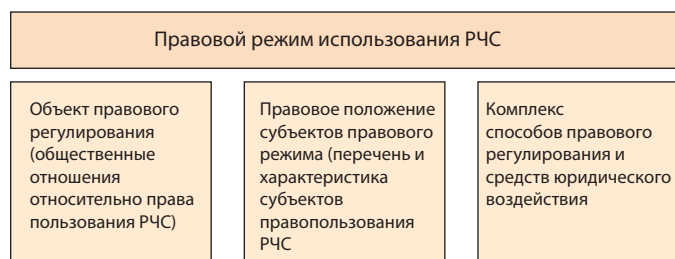 Правовой режим использования РЧС
Объект правового
регулирования
(общественные
отношения
относительно права
пользования РЧС)
Правовое положение
субъектов правового
режима (перечень и
характеристика
субъектов
правопользования
РЧС
Комплекс
способов правового
регулирования и
средств юридического
воздействия